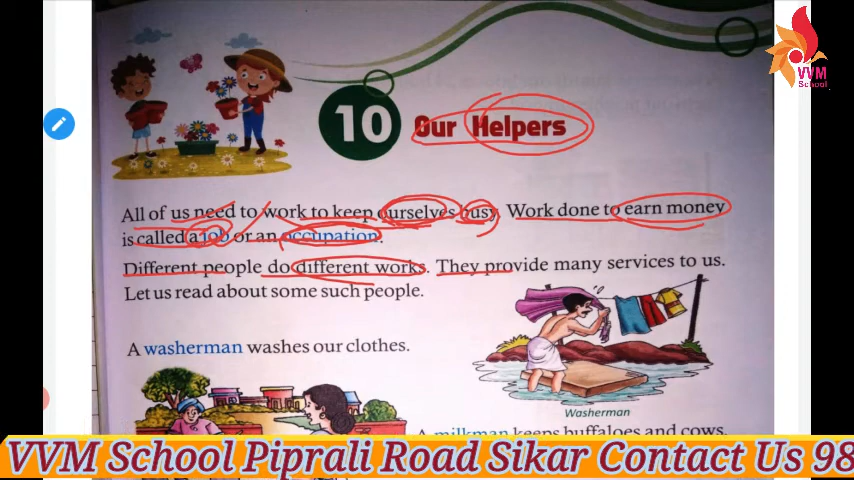 VVM
School
10 Our Helpers
All of us need to work to keep ourselves busy. Work done to earn money
is called a job or an occupation.
Different people do different works. They provide many services to us.
Let us read about some such people.
A washerman washes our clothes.
Washerman
A milkman keeps buffaloes and cows.
VVM School Piprali Road Sikar Contact Us 98